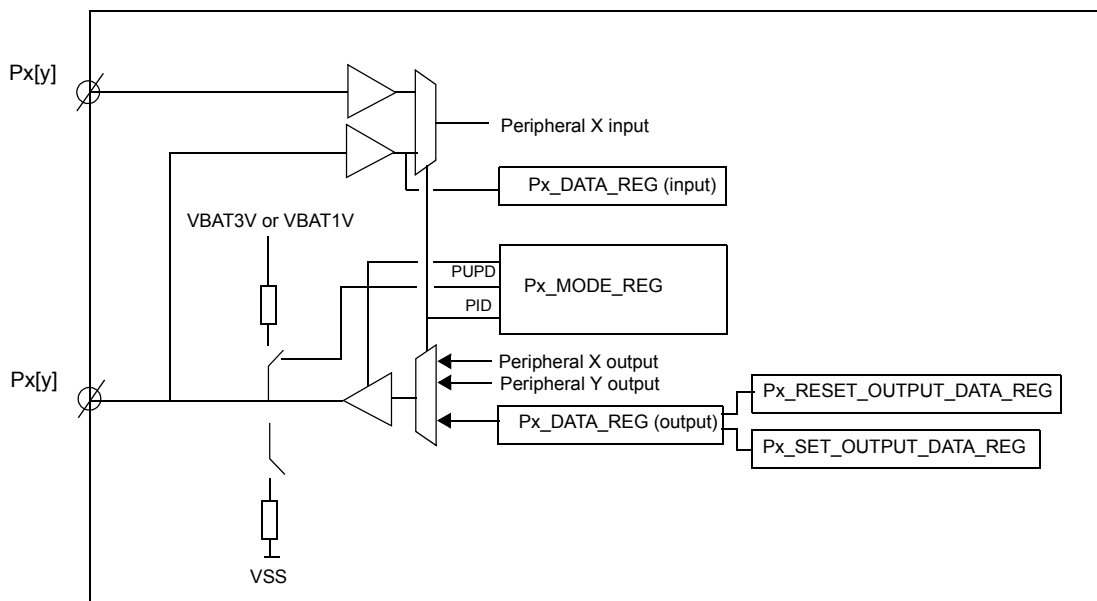 Px[y]
Peripheral X input
Px_DATA_REG (input)
VBAT3V or VBAT1V
PUPD
Px_MODE_REG
PID
Peripheral X output
Px[y]
Peripheral Y output
Px_RESET_OUTPUT_DATA_REG
Px_DATA_REG (output)
Px_SET_OUTPUT_DATA_REG
VSS